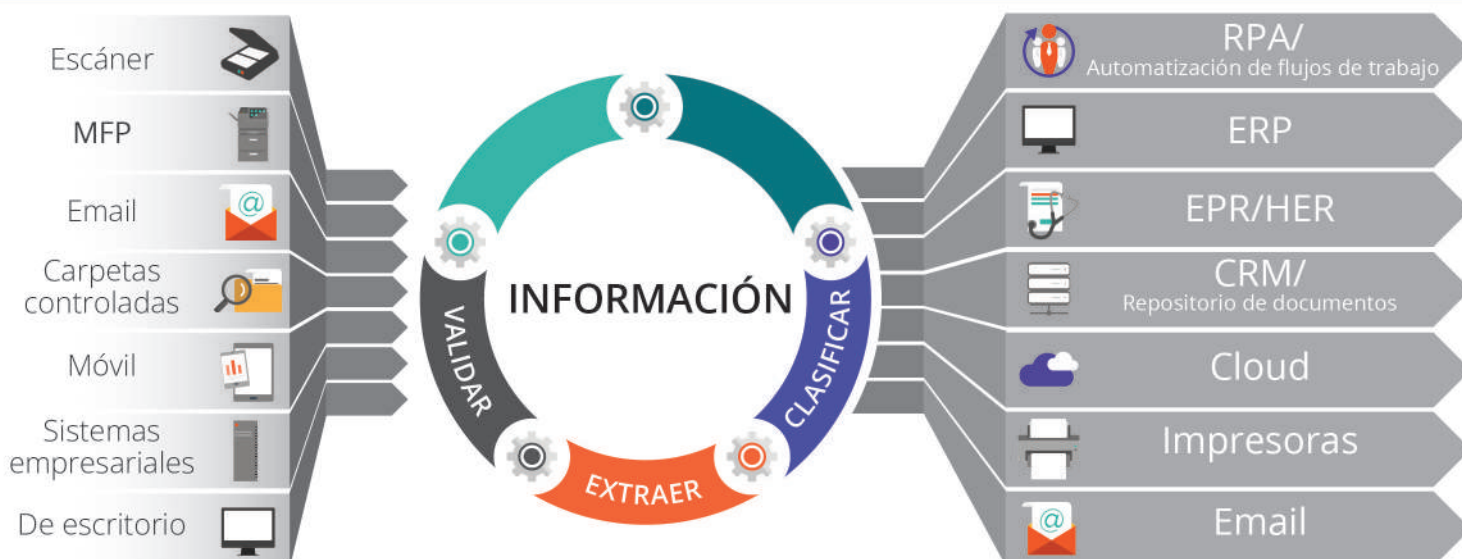 Escáner
MFP
Email
Carpetas
controladas
Móvil
Sistemas
empresariales
De escritorio
INFORMACIÓN
VALIDAR
EXTRAER
CLASIFICAR
RPA/
Automatización de flujos de trabajo
ERP
EPR/HER
CRM/
Repositorio de documentos
Cloud
Impresoras
Email